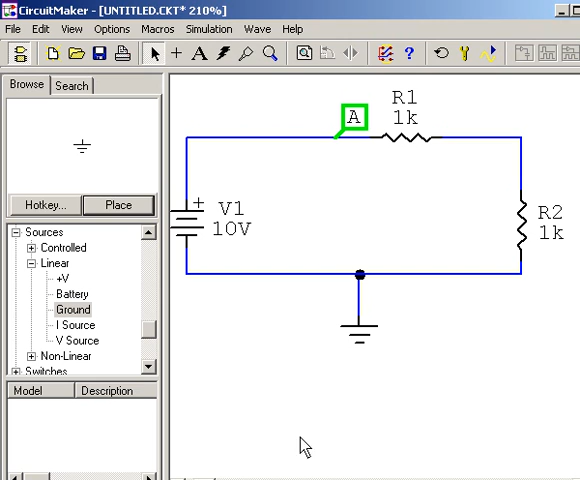 CircuitMaker - [UNTITLED.CKT* 210%]
File Edit View Options Macros Simulation Wave Help
Browse Search
Hotkey... Place
Sources
Controlled
Linear
+V
Battery
Ground
I Source
V Source
Non-Linear
Switches
Model Description
A
R1
1k
+
V1
10V
R2
1k